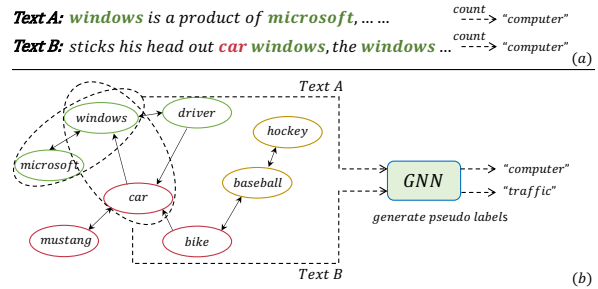 Text A: windows is a product of microsoft, ... ...
count
"computer"
Text B: sticks his head out car windows, the windows ...
count
"computer"
(a)
Text A
windows
driver
hockey
microsoft
baseball
GNN
"computer"
"traffic"
car
generate pseudo labels
mustang
bike
Text B
(b)